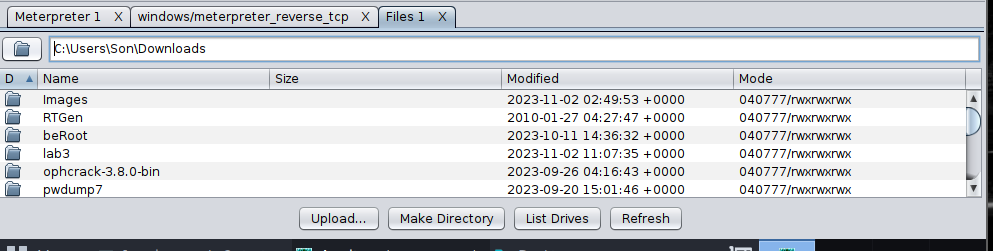 Meterpreter 1 X windows/meterpreter_reverse_tcp X Files 1 X
C:\Users\Son\Downloads
D Name Size Modified Mode
Images 2023-11-02 02:49:53 +0000 040777/rwxrwxrwx
RTGen 2010-01-27 04:27:47 +0000 040777/rwxrwxrwx
beRoot 2023-10-11 14:36:32 +0000 040777/rwxrwxrwx
lab3 2023-11-02 11:07:35 +0000 040777/rwxrwxrwx
ophcrack-3.8.0-bin 2023-09-26 04:16:43 +0000 040777/rwxrwxrwx
pwdump7 2023-09-20 15:01:46 +0000 040777/rwxrwxrwx
Upload... Make Directory List Drives Refresh